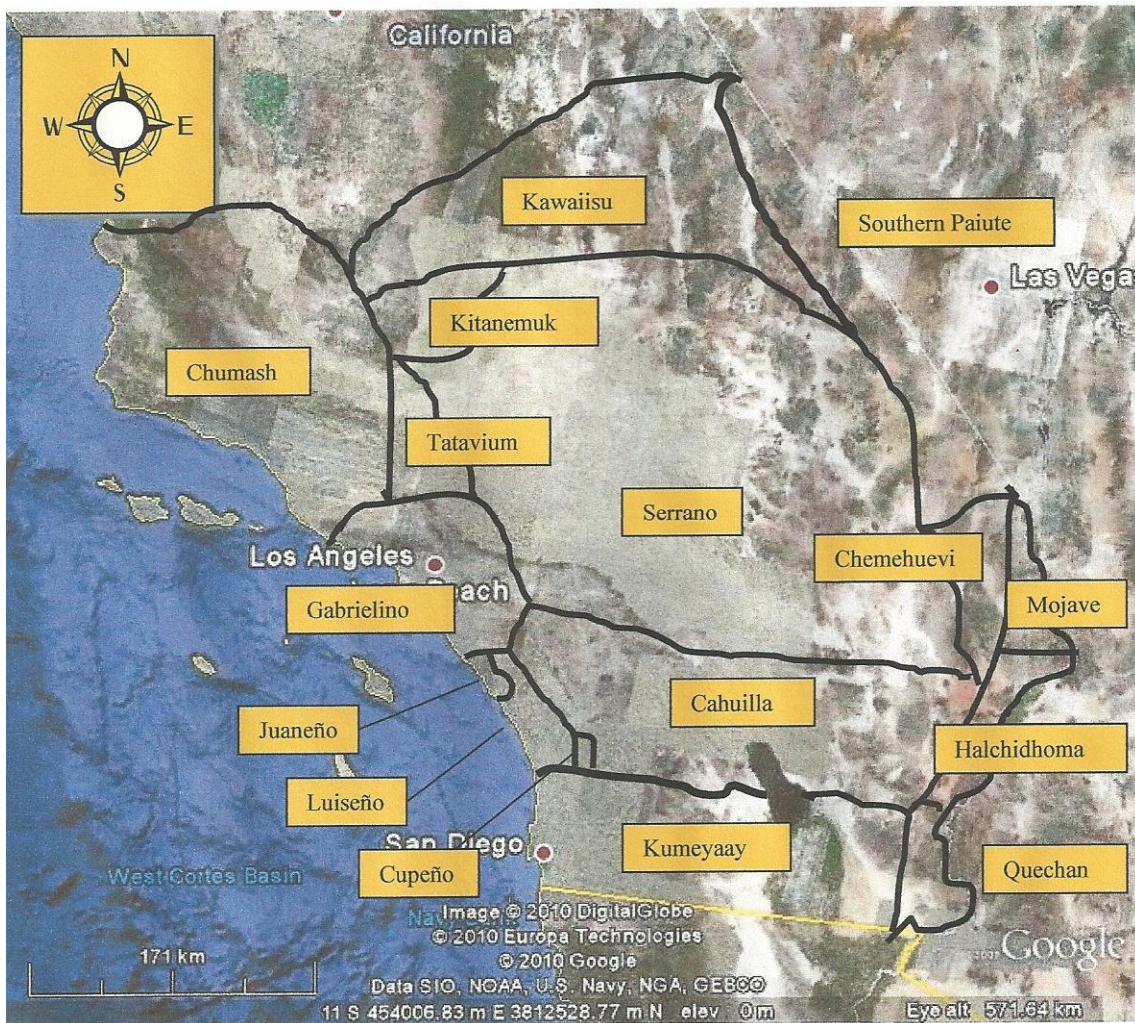 California
N
W E
S
Kawaiisu
Southern Paiute
Las Vega
Kitanemuk
Chumash
Tatavium
Serrano
Los Angeles
Chemehuevi
each
Gabrielino
Mojave
Cahuilla
Juaneño
Halchidhoma
Luiseño
San Diego
Kumeyaay
Cupeño
Quechan
West Cortes Basin
Image © 2010 DigitalGlobe
© 2010 Europa Technologies
© 2010 Google
Google
171 km
Data SIO, NOAA, U.S. Navy, NGA, GEBCO
11 S 454006.83 m E 3812528.77 m N elev 0 m
Eye alt 571.64 km